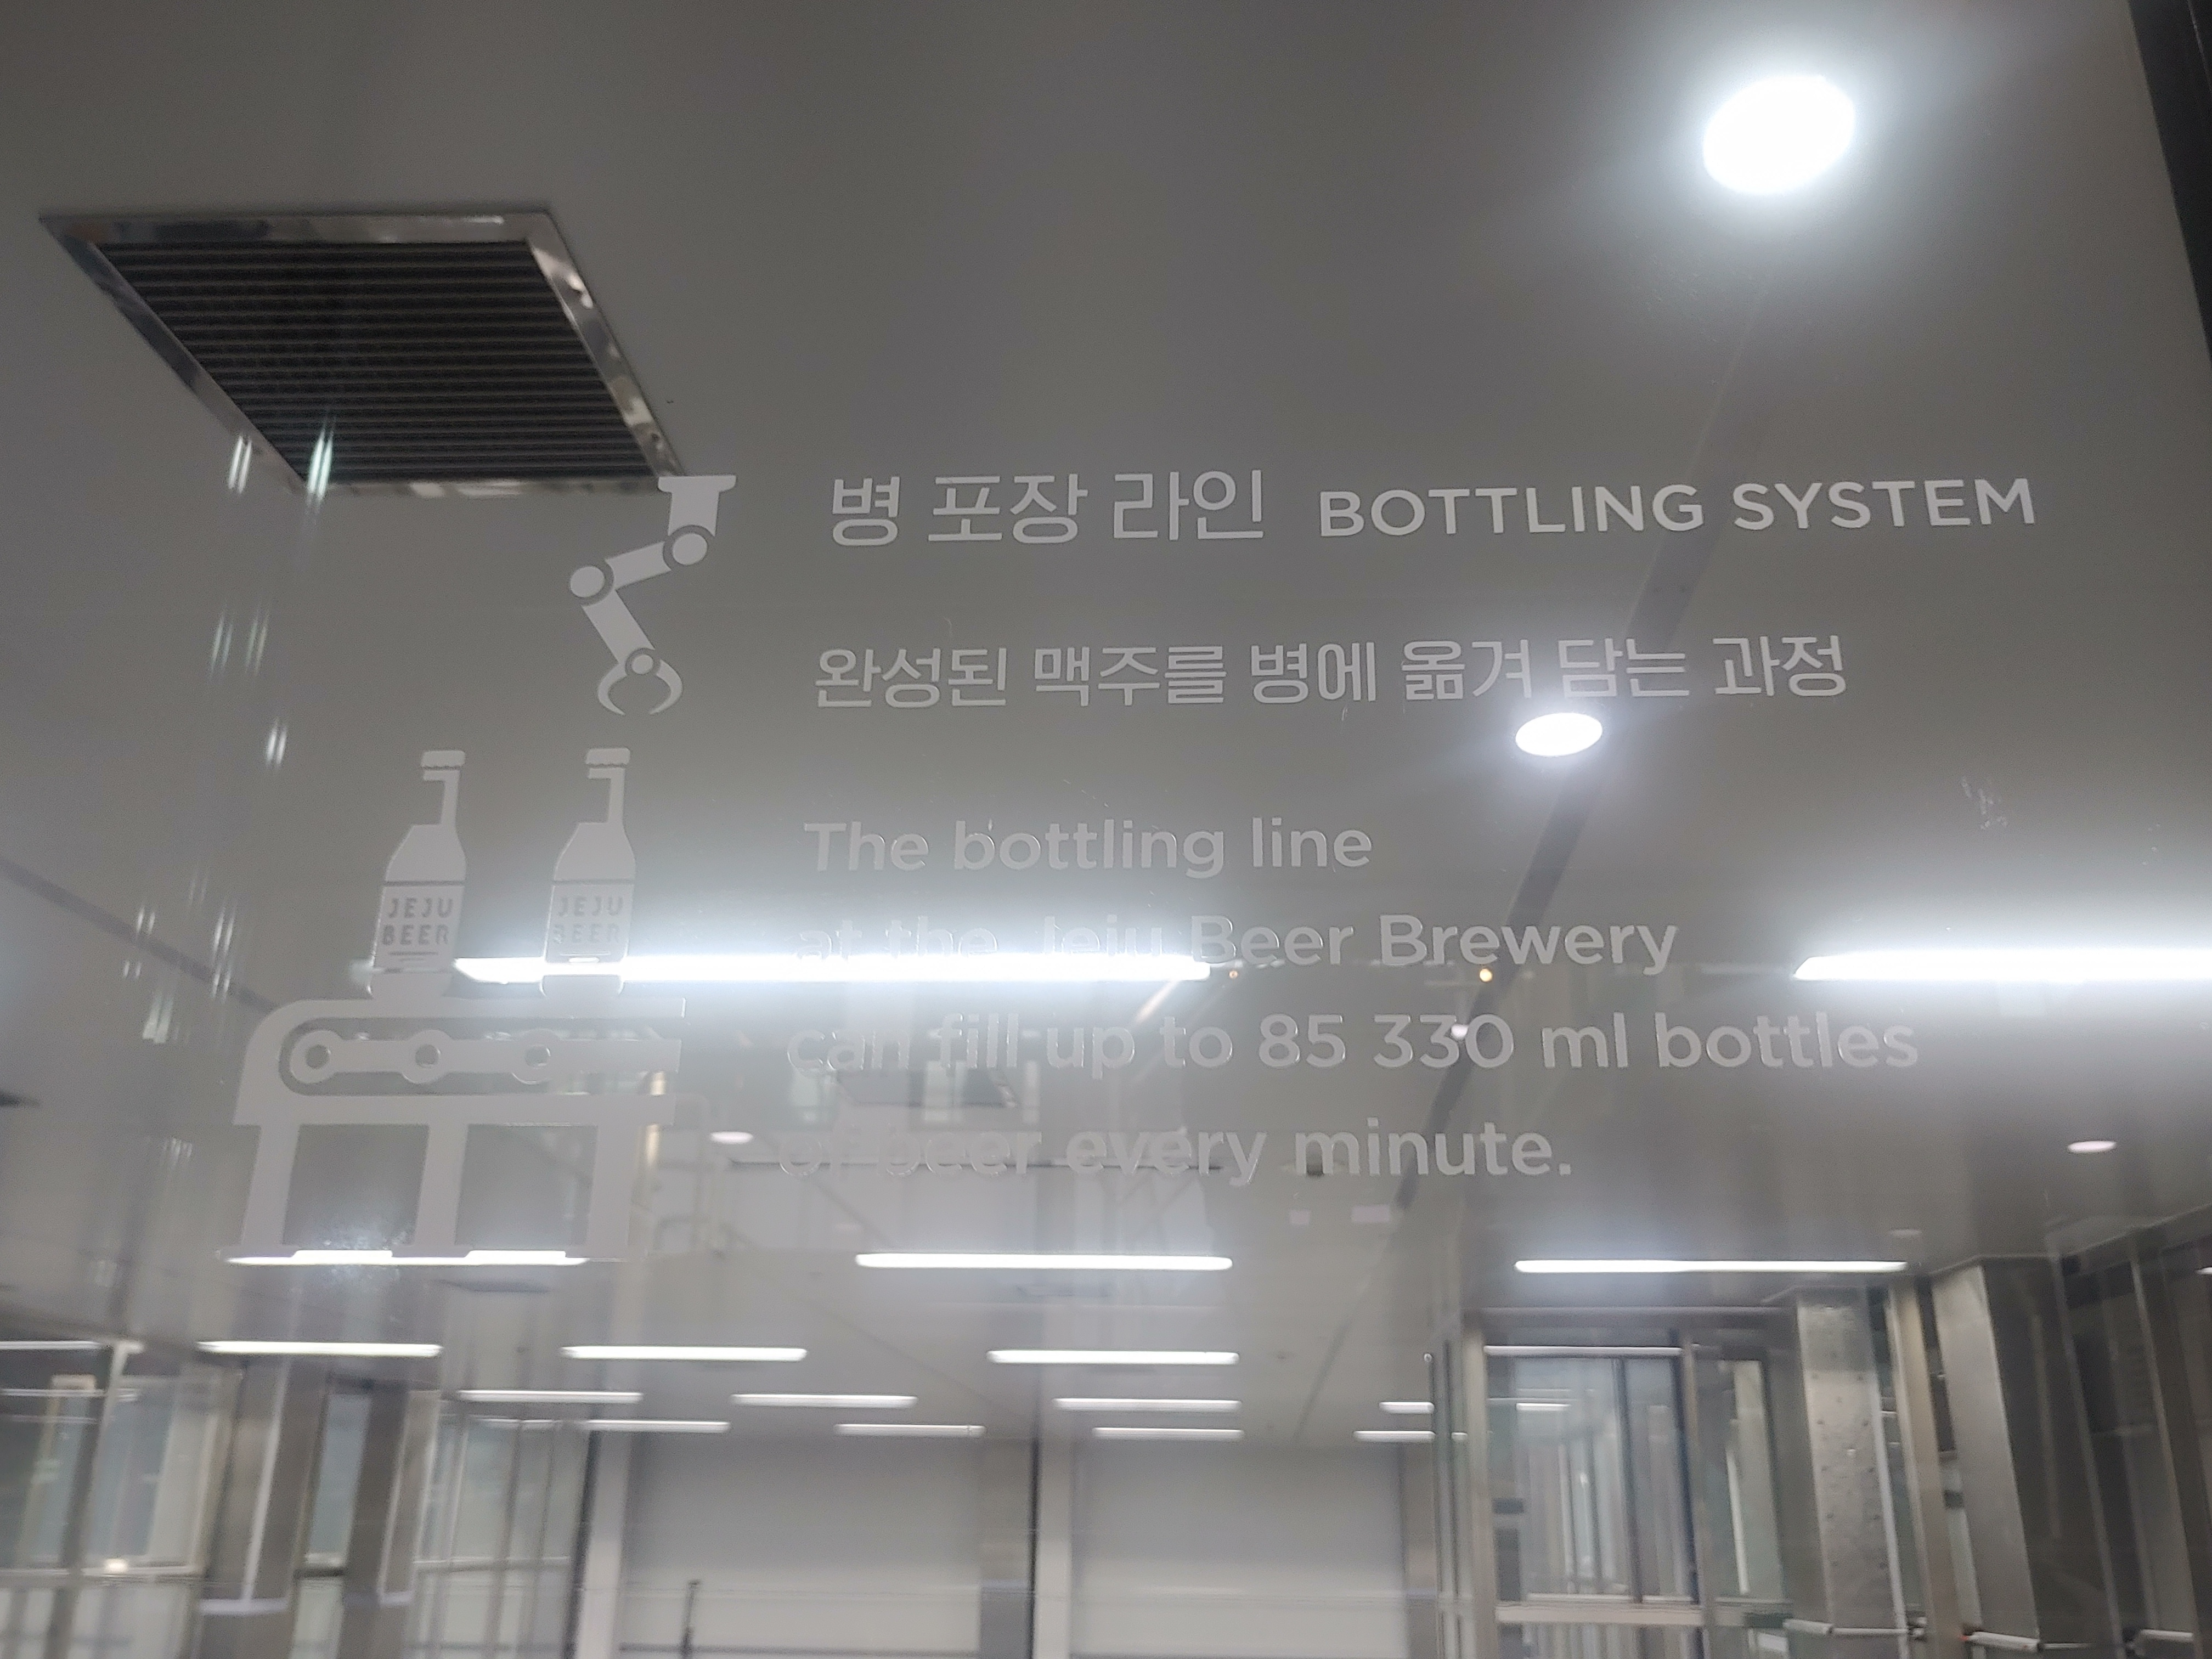 병 포장 라인 BOTTLING SYSTEM
완성된 맥주를 병에 옮겨 담는 과정
The bottling line
at the Jeju Beer Brewery
can fill up to 85 330 ml bottles
of beer every minute.
JEJU
BEER
JEJU
BEER